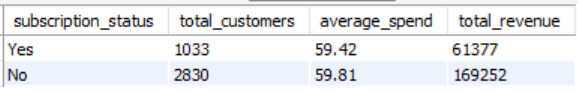 subscription_status total_customers average_spend total_revenue
Yes 1033 59.42 61377
No 2830 59.81 169252